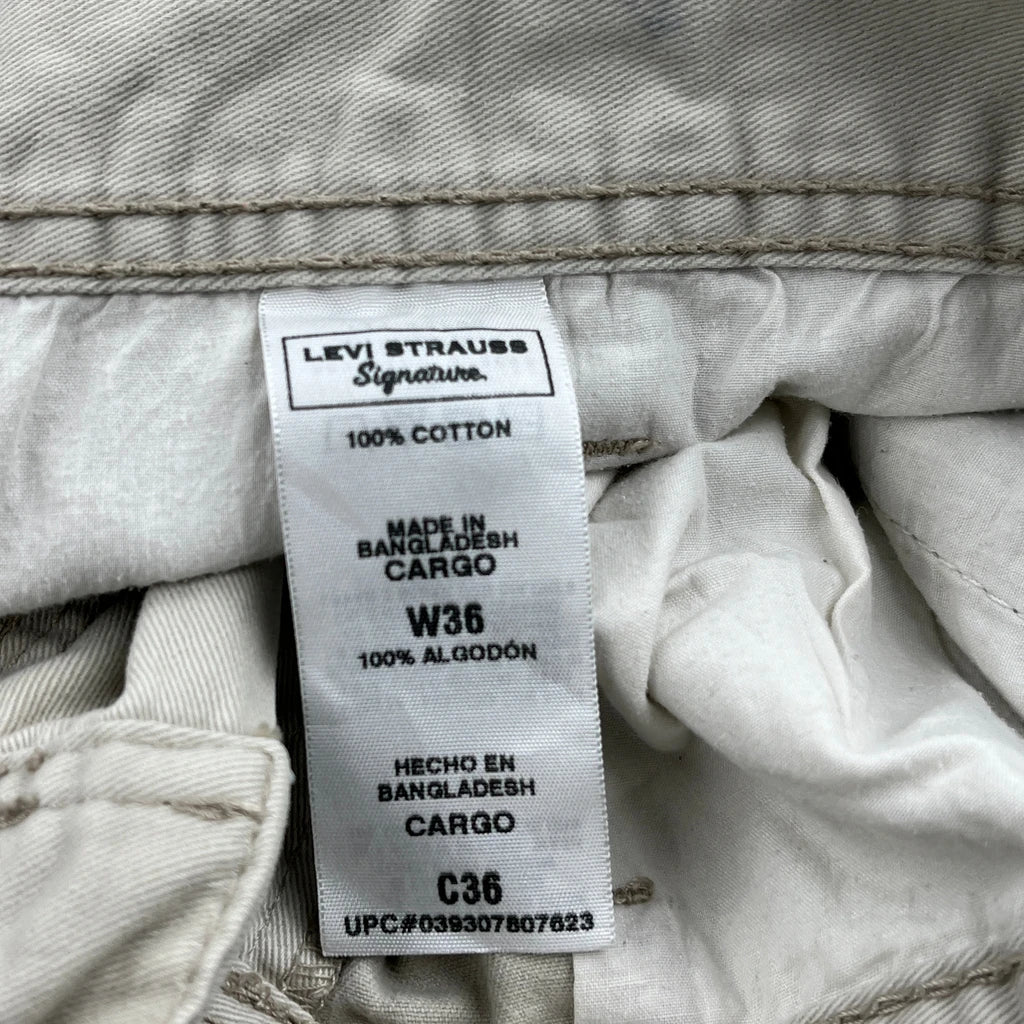 LEVI STRAUSS
Signature.
100% COTTON
MADE IN
BANGLADESH
CARGO
W36
100% ALGODÓN
HECHO EN
BANGLADESH
CARGO
C36
UPC#039307807623